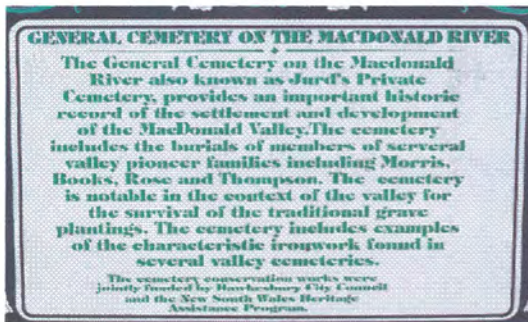 GENERAL CEMETERY ON THE MACDONALD RIVER
The General Cemetery on the Macdonald
River also known as Jurd's Private
Cemetery, provides an important historic
record of the settlement and development
of the MacDonald Valley.The cemetery
includes the burials of members of serveral
valley pioneer families including Morris,
Books, Rose and Thompson. The cemetery
is notable in the context of the valley for
the survival of the traditional grave
plantings. The cemetery includes examples
of the characteristic ironwork found in
several valley cemeteries.
The cemetery conservation works were
jointly funded by Hawkesbury City Council
and the New South Wales Heritage
Assistance Program.